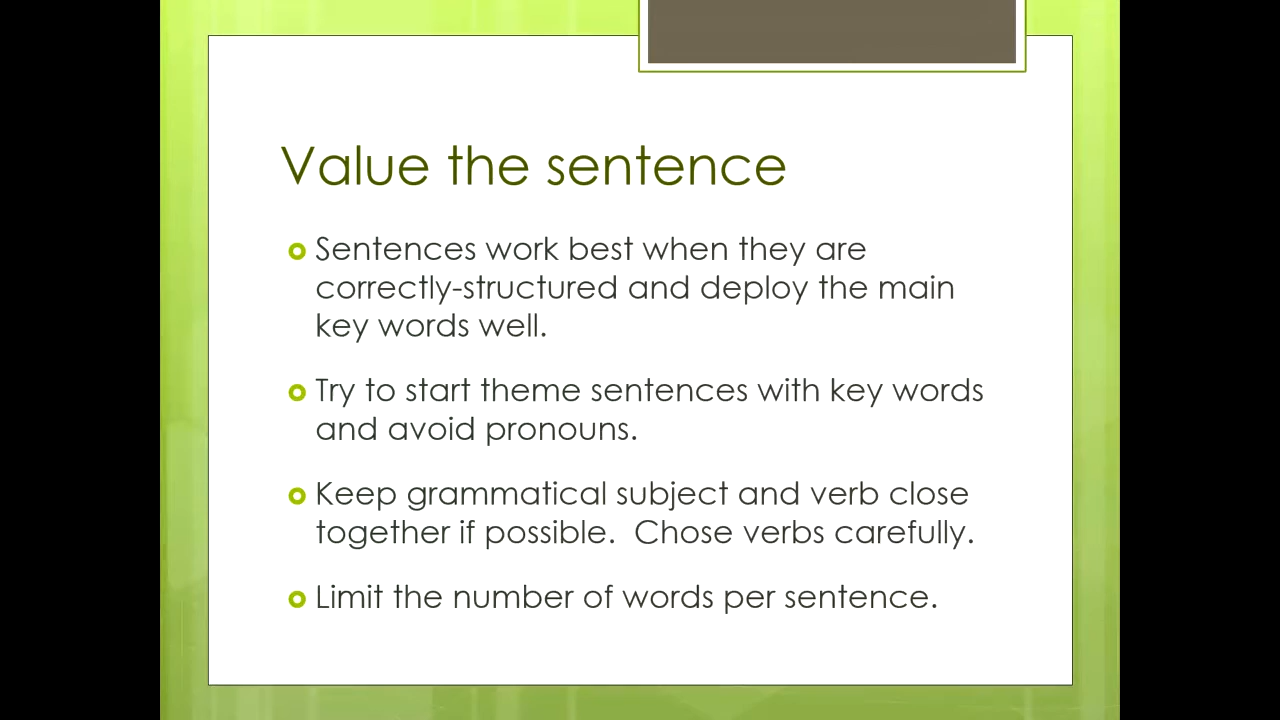 Value the sentence
Sentences work best when they are
correctly-structured and deploy the main
key words well.
Try to start theme sentences with key words
and avoid pronouns.
Keep grammatical subject and verb close
together if possible.  Chose verbs carefully.
Limit the number of words per sentence.